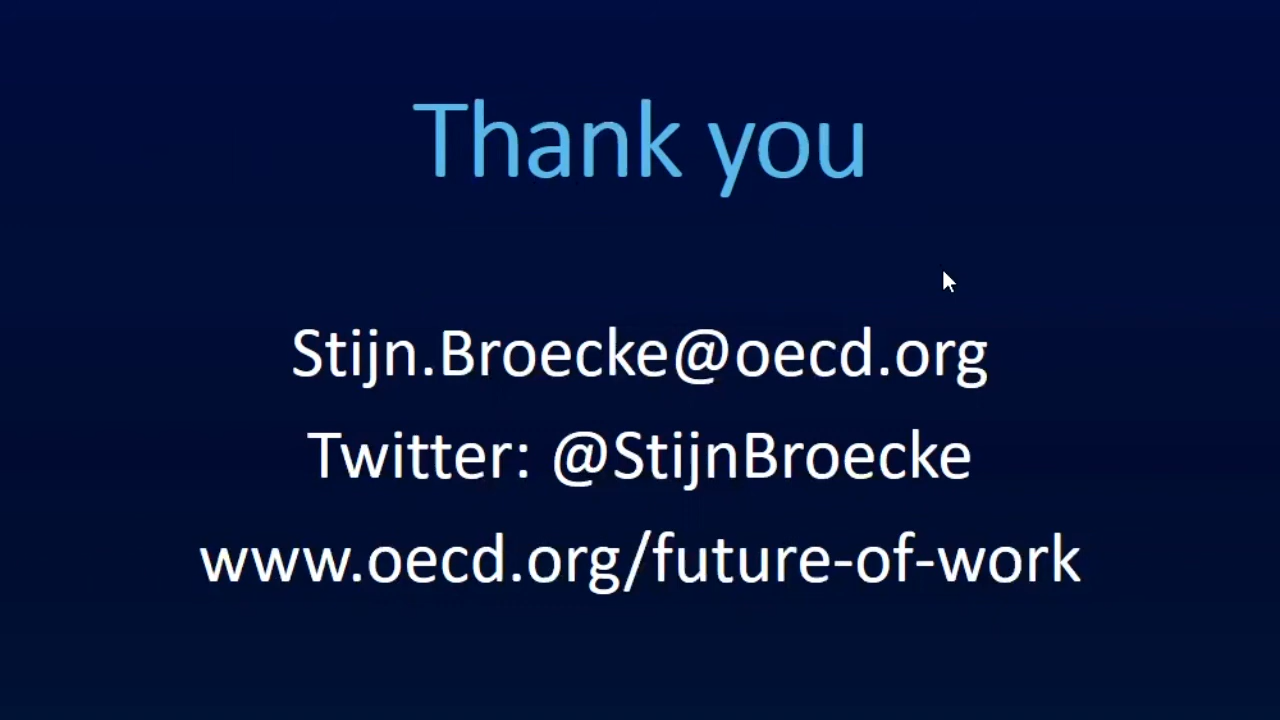 Thank you
Stijn.Broecke@oecd.org
Twitter: @StijnBroecke
www.oecd.org/future-of-work